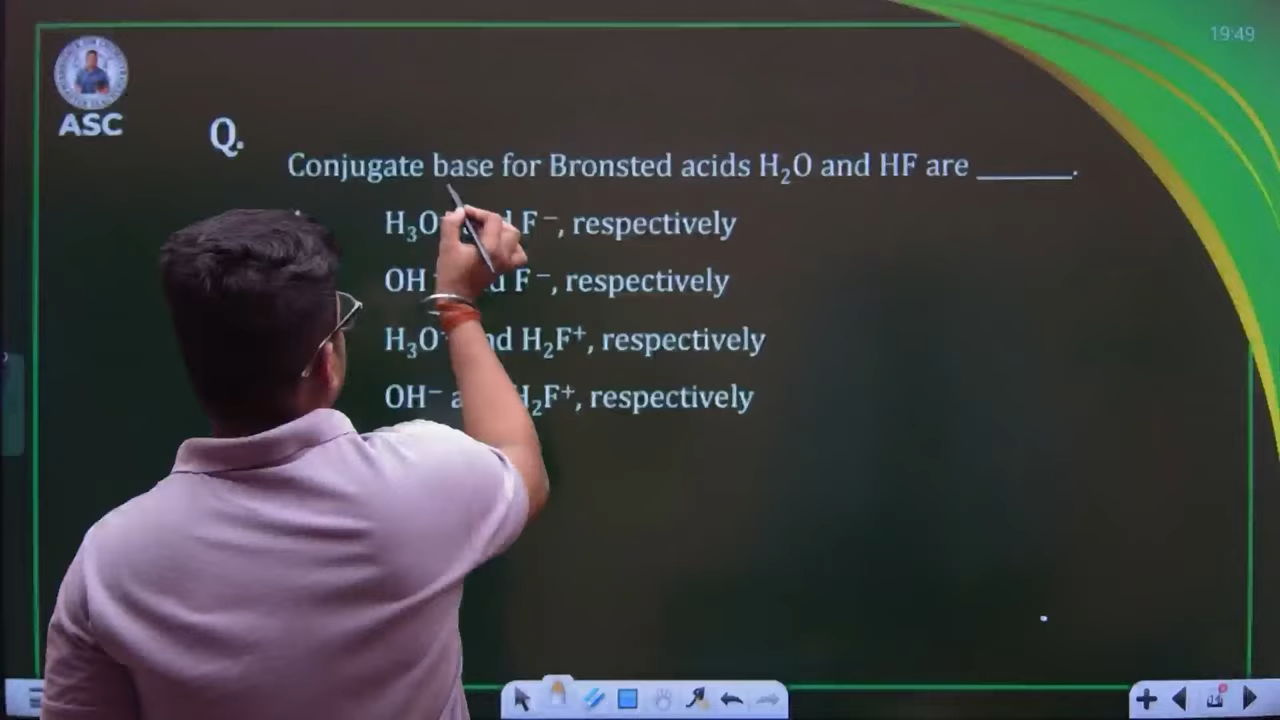 19:49
ASC
Q.
Conjugate base for Bronsted acids H₂O and HF are ______.
H₃O F⁻, respectively
OH F⁻, respectively
H₃O H₂F⁺, respectively
OH⁻ H₂F⁺, respectively